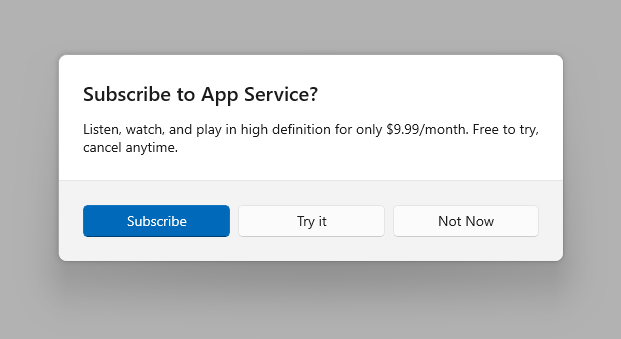 Subscribe to App Service?
Listen, watch, and play in high definition for only $9.99/month. Free to try,
cancel anytime.
Subscribe
Try it
Not Now